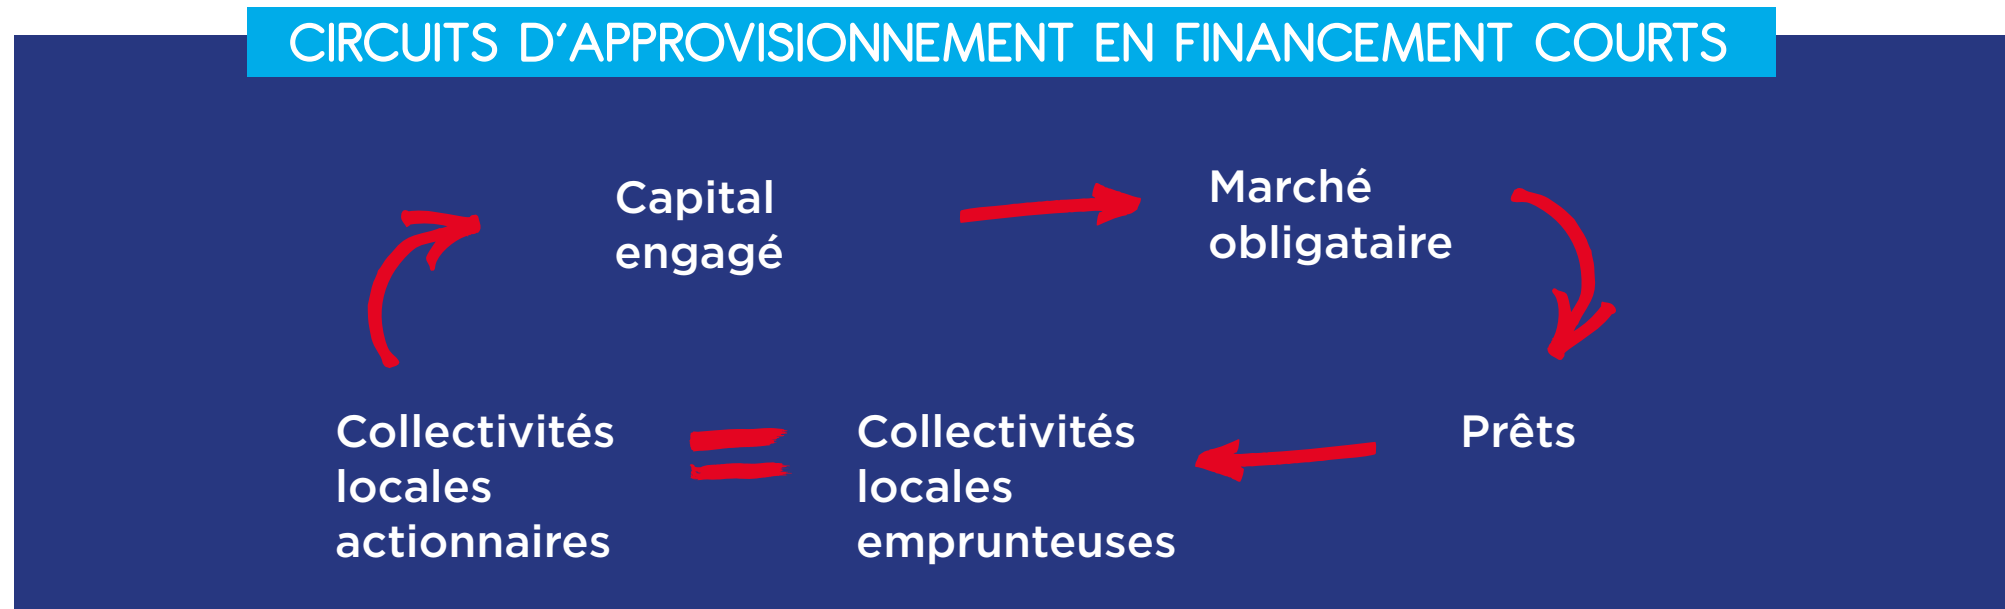 CIRCUITS D’APPROVISIONNEMENT EN FINANCEMENT COURTS
Capital
engagé
Marché
obligataire
Collectivités
locales
actionnaires
Collectivités
locales
emprunteuses
Prêts